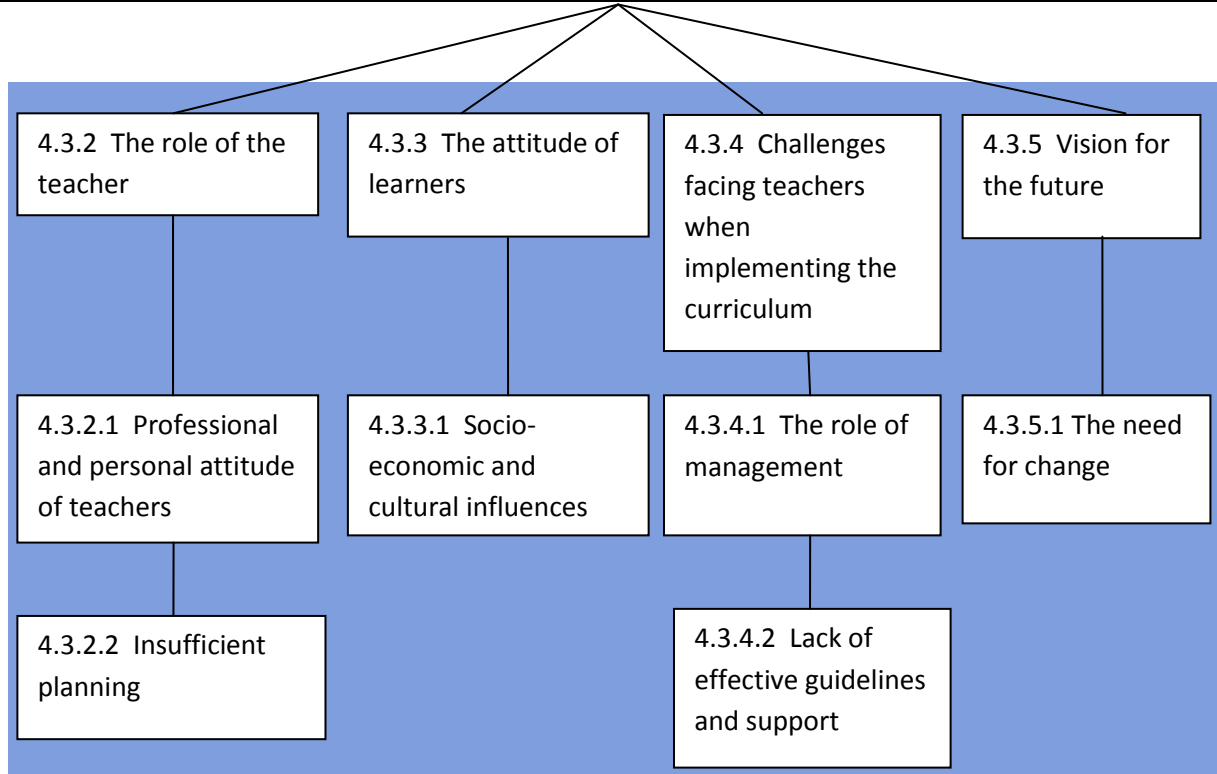 4.3.2  The role of the
teacher
4.3.3  The attitude of
learners
4.3.4  Challenges
facing teachers
when
implementing the
curriculum
4.3.5  Vision for
the future
4.3.2.1  Professional
and personal attitude
of teachers
4.3.3.1  Socio-
economic and
cultural influences
4.3.4.1  The role of
management
4.3.5.1 The need
for change
4.3.2.2  Insufficient
planning
4.3.4.2  Lack of
effective guidelines
and support